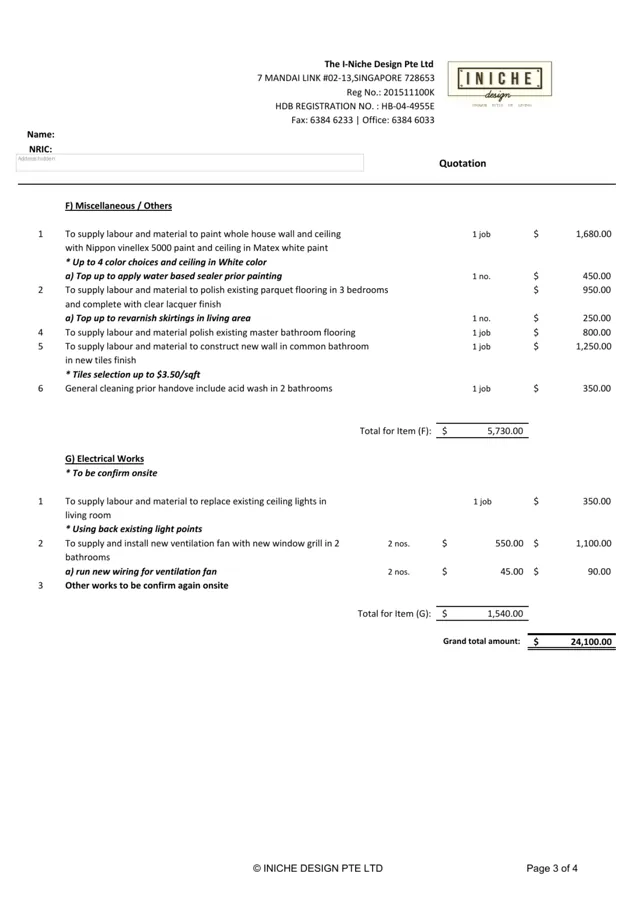 The I-Niche Design Pte Ltd
7 MANDAI LINK #02-13,SINGAPORE 728653
Reg No.: 201511100K
HDB REGISTRATION NO. : HB-04-4955E
Fax: 6384 6233 | Office: 6384 6033
INICHE
design
Name:
NRIC:
Address hidden
Quotation
F) Miscellaneous / Others
1 To supply labour and material to paint whole house wall and ceiling 1 job $ 1,680.00
with Nippon vinellex 5000 paint and ceiling in Matex white paint
* Up to 4 color choices and ceiling in White color
a) Top up to apply water based sealer prior painting 1 no. $ 450.00
2 To supply labour and material to polish existing parquet flooring in 3 bedrooms $ 950.00
and complete with clear lacquer finish
a) Top up to revarnish skirtings in living area 1 no. $ 250.00
4 To supply labour and material polish existing master bathroom flooring 1 job $ 800.00
5 To supply labour and material to construct new wall in common bathroom 1 job $ 1,250.00
in new tiles finish
* Tiles selection up to $3.50/sqft
6 General cleaning prior handove include acid wash in 2 bathrooms 1 job $ 350.00
Total for Item (F): $ 5,730.00
G) Electrical Works
* To be confirm onsite
1 To supply labour and material to replace existing ceiling lights in 1 job $ 350.00
living room
* Using back existing light points
2 To supply and install new ventilation fan with new window grill in 2 2 nos. $ 550.00 $ 1,100.00
bathrooms
a) run new wiring for ventilation fan 2 nos. $ 45.00 $ 90.00
3 Other works to be confirm again onsite
Total for Item (G): $ 1,540.00
Grand total amount: $ 24,100.00
© INICHE DESIGN PTE LTD Page 3 of 4